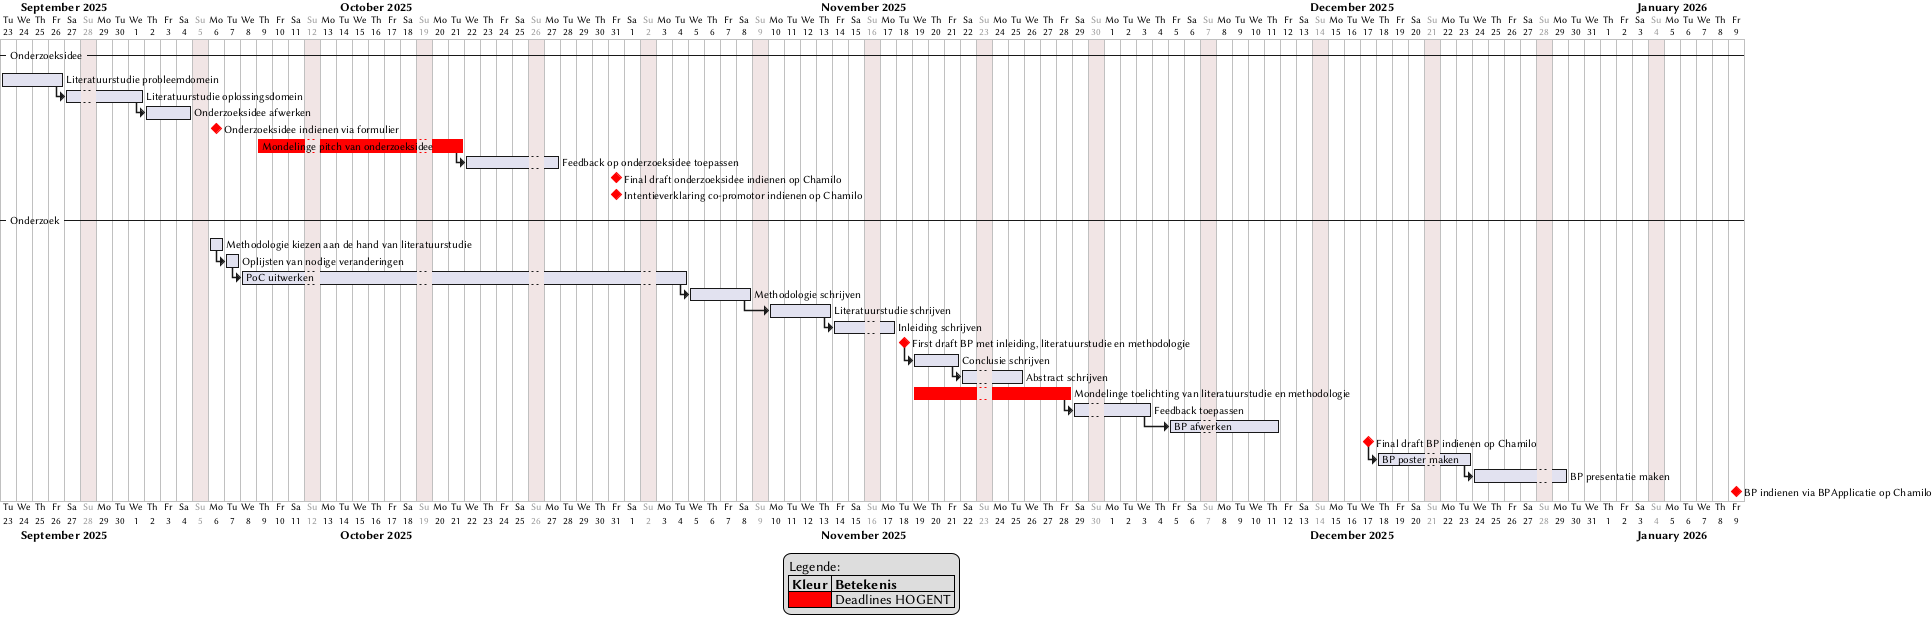 September 2025 October 2025 November 2025 December 2025 January 2026
Tu We Th Fr Sa Su Mo Tu We Th Fr Sa Su Mo Tu We Th Fr Sa Su Mo Tu We Th Fr Sa Su Mo Tu We Th Fr Sa Su Mo Tu We Th Fr Sa Su Mo Tu We Th Fr Sa Su Mo Tu We Th Fr Sa Su Mo Tu We Th Fr Sa Su Mo Tu We Th Fr Sa Su Mo Tu We Th Fr Sa Su Mo Tu We Th Fr Sa Su Mo Tu We Th Fr Sa Su Mo Tu We Th Fr Sa Su Mo Tu We Th Fr Sa Su Mo Tu We Th Fr
23 24 25 26 27 28 29 30 1 2 3 4 5 6 7 8 9 10 11 12 13 14 15 16 17 18 19 20 21 22 23 24 25 26 27 28 29 30 31 1 2 3 4 5 6 7 8 9 10 11 12 13 14 15 16 17 18 19 20 21 22 23 24 25 26 27 28 29 30 1 2 3 4 5 6 7 8 9 10 11 12 13 14 15 16 17 18 19 20 21 22 23 24 25 26 27 28 29 30 31 1 2 3 4 5 6 7 8 9
Onderzoeksidee
Literatuurstudie probleemdomein
Literatuurstudie oplossingsdomein
Onderzoeksidee afwerken
Onderzoeksidee indienen via formulier
Mondelinge pitch van onderzoeksidee
Feedback op onderzoeksidee toepassen
Final draft onderzoeksidee indienen op Chamilo
Intentieverklaring co-promotor indienen op Chamilo
Onderzoek
Methodologie kiezen aan de hand van literatuurstudie
Oplijsten van nodige veranderingen
PoC uitwerken
Methodologie schrijven
Literatuurstudie schrijven
Inleiding schrijven
First draft BP met inleiding, literatuurstudie en methodologie
Conclusie schrijven
Abstract schrijven
Mondelinge toelichting van literatuurstudie en methodologie
Feedback toepassen
BP afwerken
Final draft BP indienen op Chamilo
BP poster maken
BP presentatie maken
BP indienen via BPApplicatie op Chamilo
Tu We Th Fr Sa Su Mo Tu We Th Fr Sa Su Mo Tu We Th Fr Sa Su Mo Tu We Th Fr Sa Su Mo Tu We Th Fr Sa Su Mo Tu We Th Fr Sa Su Mo Tu We Th Fr Sa Su Mo Tu We Th Fr Sa Su Mo Tu We Th Fr Sa Su Mo Tu We Th Fr Sa Su Mo Tu We Th Fr Sa Su Mo Tu We Th Fr Sa Su Mo Tu We Th Fr Sa Su Mo Tu We Th Fr Sa Su Mo Tu We Th Fr Sa Su Mo Tu We Th Fr
23 24 25 26 27 28 29 30 1 2 3 4 5 6 7 8 9 10 11 12 13 14 15 16 17 18 19 20 21 22 23 24 25 26 27 28 29 30 31 1 2 3 4 5 6 7 8 9 10 11 12 13 14 15 16 17 18 19 20 21 22 23 24 25 26 27 28 29 30 1 2 3 4 5 6 7 8 9 10 11 12 13 14 15 16 17 18 19 20 21 22 23 24 25 26 27 28 29 30 31 1 2 3 4 5 6 7 8 9
September 2025 October 2025 November 2025 December 2025 January 2026
Legende:
Kleur Betekenis
Deadlines HOGENT